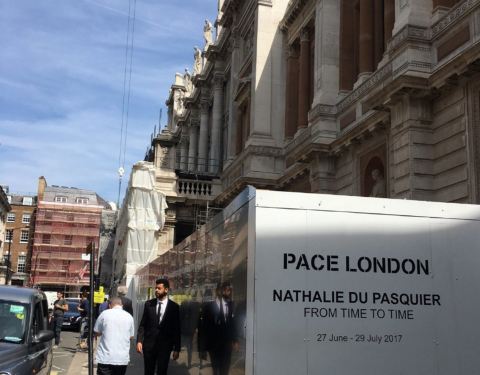 PACE LONDON
NATHALIE DU PASQUIER
FROM TIME TO TIME
27 June - 29 July 2017